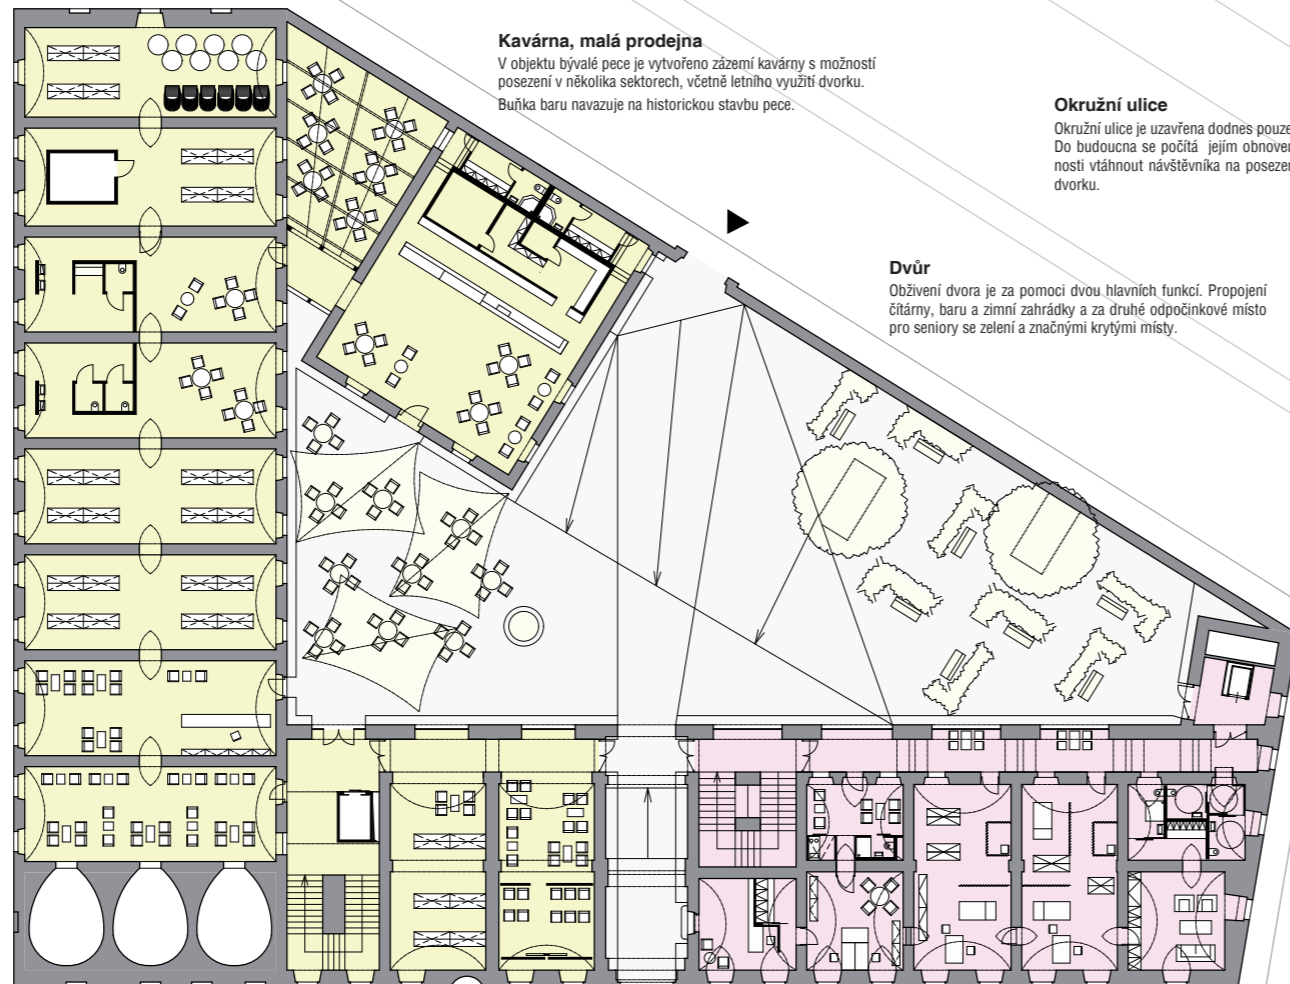 Kavárna, malá prodejna
V objektu bývalé pece je vytvořeno zázemí kavárny s možností
posezení v několika sektorech, včetně letního využití dvorku.
Buňka baru navazuje na historickou stavbu pece.
Okružní ulice
Okružní ulice je uzavřena dodnes pouze
Do budoucna se počítá jejím obnoven
nosti vtáhnout návštěvníka na posezen
dvorku.
Dvůr
Obživení dvora je za pomoci dvou hlavních funkcí. Propojení
čítárny, baru a zimní zahrádky a za druhé odpočinkové místo
pro seniory se zelení a značnými krytými místy.